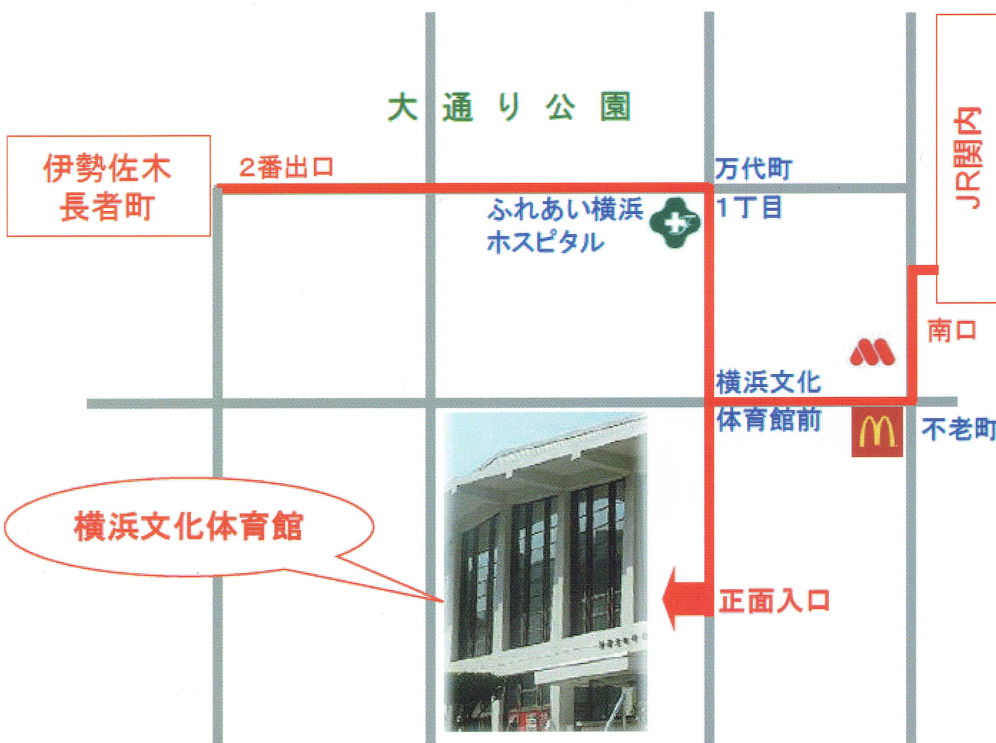 大通り公園
伊勢佐木
長者町
2番出口
万代町
1丁目
JR関内
ふれあい横浜
ホスピタル
南口
横浜文化
体育館前
不老町
横浜文化体育館
正面入口